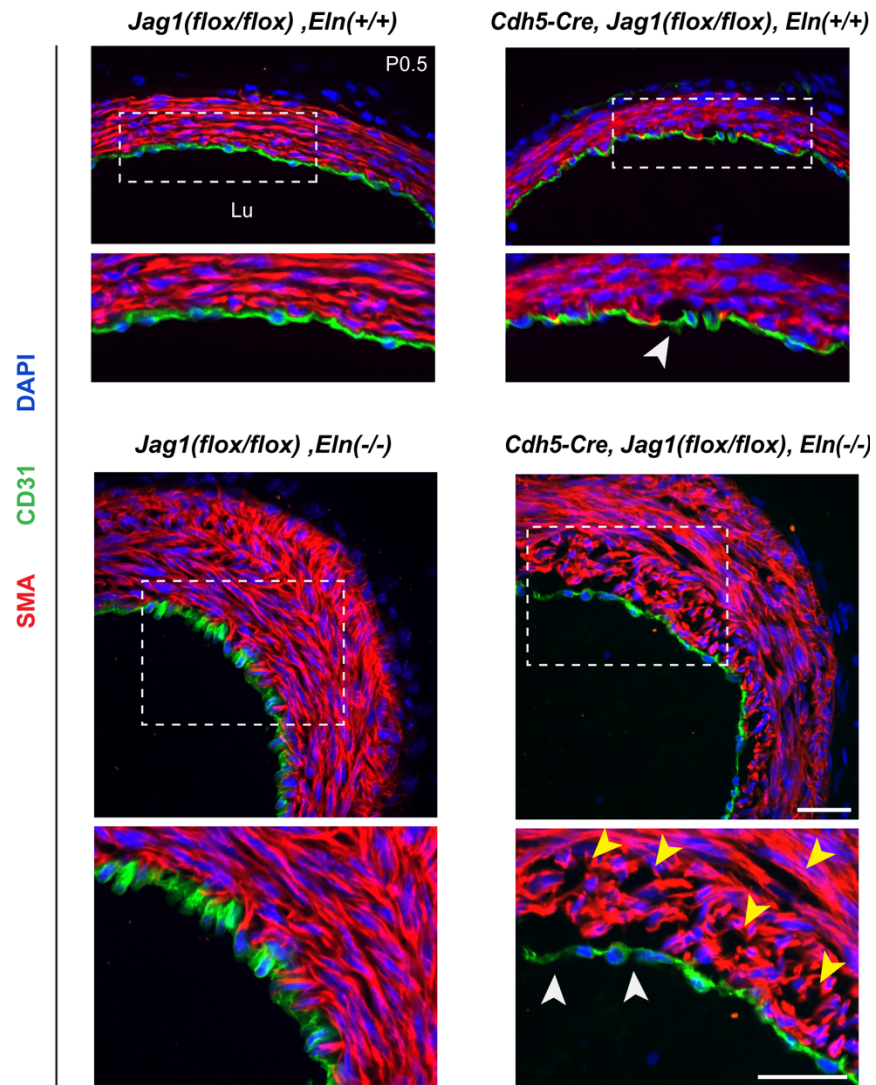 Jag1(flox/flox) ,Eln(+/+)
Cdh5-Cre, Jag1(flox/flox), Eln(+/+)
P0.5
Lu
SMA CD31 DAPI
Jag1(flox/flox) ,Eln(-/-)
Cdh5-Cre, Jag1(flox/flox), Eln(-/-)